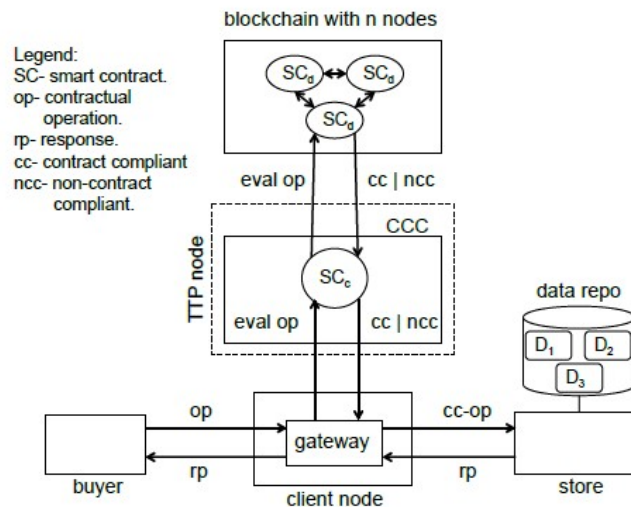 blockchain with n nodes
Legend:
SC- smart contract.
op- contractual
operation.
rp- response.
cc- contract compliant
ncc- non-contract
compliant.
SCd
SCd
SCd
eval op
cc | ncc
CCC
TTP node
SCc
eval op
cc | ncc
data repo
D1
D2
D3
op
cc-op
gateway
rp
rp
buyer
client node
store